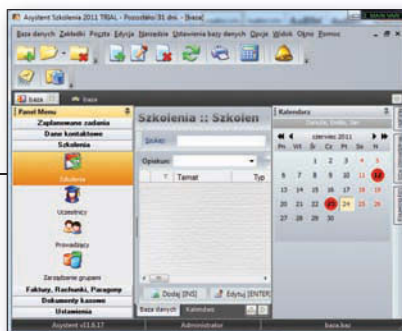 Asystent Szkolenia 2011 TRIAL - Pozostało 31 dni. - [baza]
Baza danych Zakładki Poczta Edycja Narzędzia Ustawienia bazy danych Opcje Widok Okno Pomoc
baza baza
Panel Menu
Zaplanowane zadania
Dane kontaktowe
Szkolenia
Szkolenia
Uczestnicy
Prowadzący
Zarządzanie grupami
Faktury, Rachunki, Paragony
Dokumenty kasowe
Ustawienia
Szkolenia :: Szkolen
Szukaj:
Opiekun:
Temat Typ
Dodaj [INS] Edytuj [ENTER]
Baza danych Kalendarz
Kalendarz
czerwiec 2011
Pn Wt Śr Cz Pt So N
1 2 3 4 5
6 7 8 9 10 11 12
13 14 15 16 17 18 19
20 21 22 23 24 25 26
27 28 29 30
Asystent v11.6.17 Administrator baza.baz